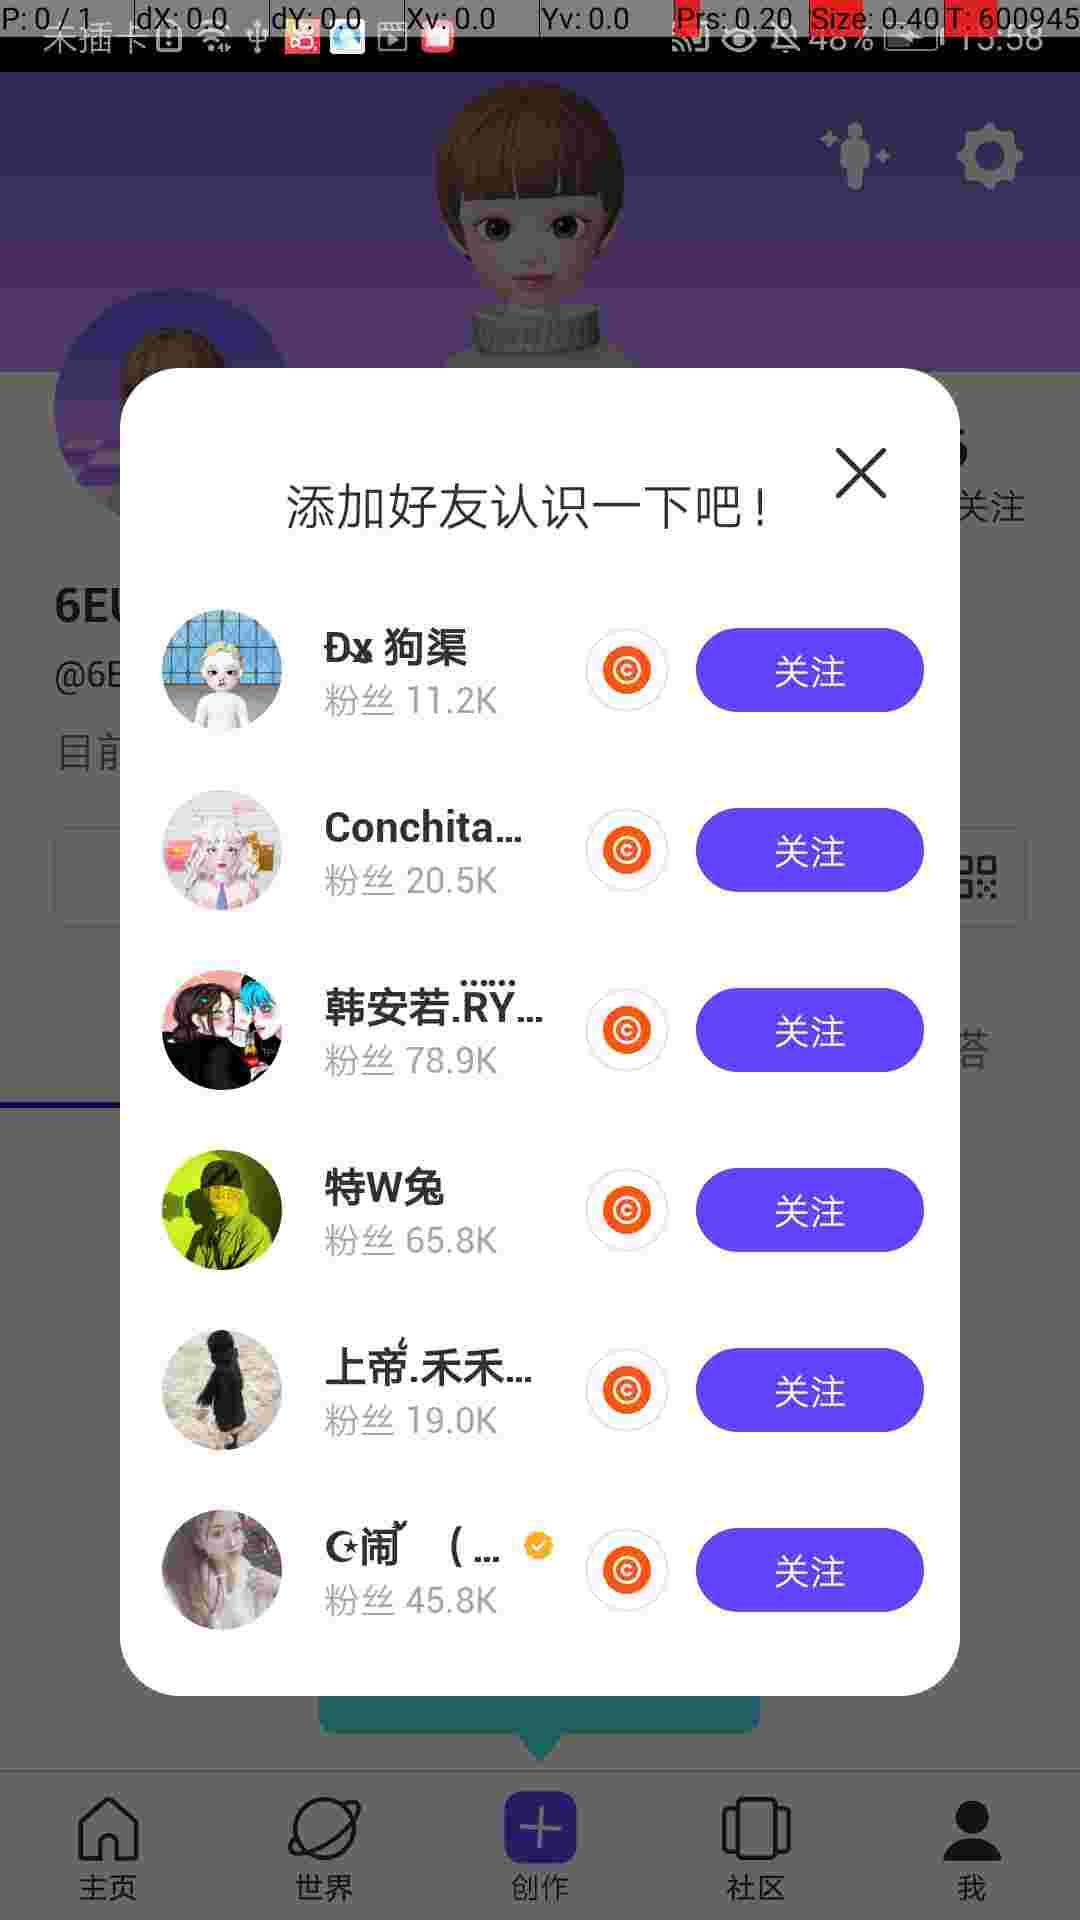 P: 0 / 1 dX: 0.0 dY: 0.0 Xv: 0.0 Yv: 0.0 Prs: 0.20 Size: 0.40 T: 600945
未插卡 48% 15:58
关注
添加好友认识一下吧！
6EU
@6E
目前
狗渠
粉丝 11.2K
关注
Conchita...
粉丝 20.5K
关注
韩安若.RY...
粉丝 78.9K
关注
答
特W兔
粉丝 65.8K
关注
上帝.禾禾...
粉丝 19.0K
关注
☪闹 ( ...
粉丝 45.8K
关注
主页 世界 创作 社区 我